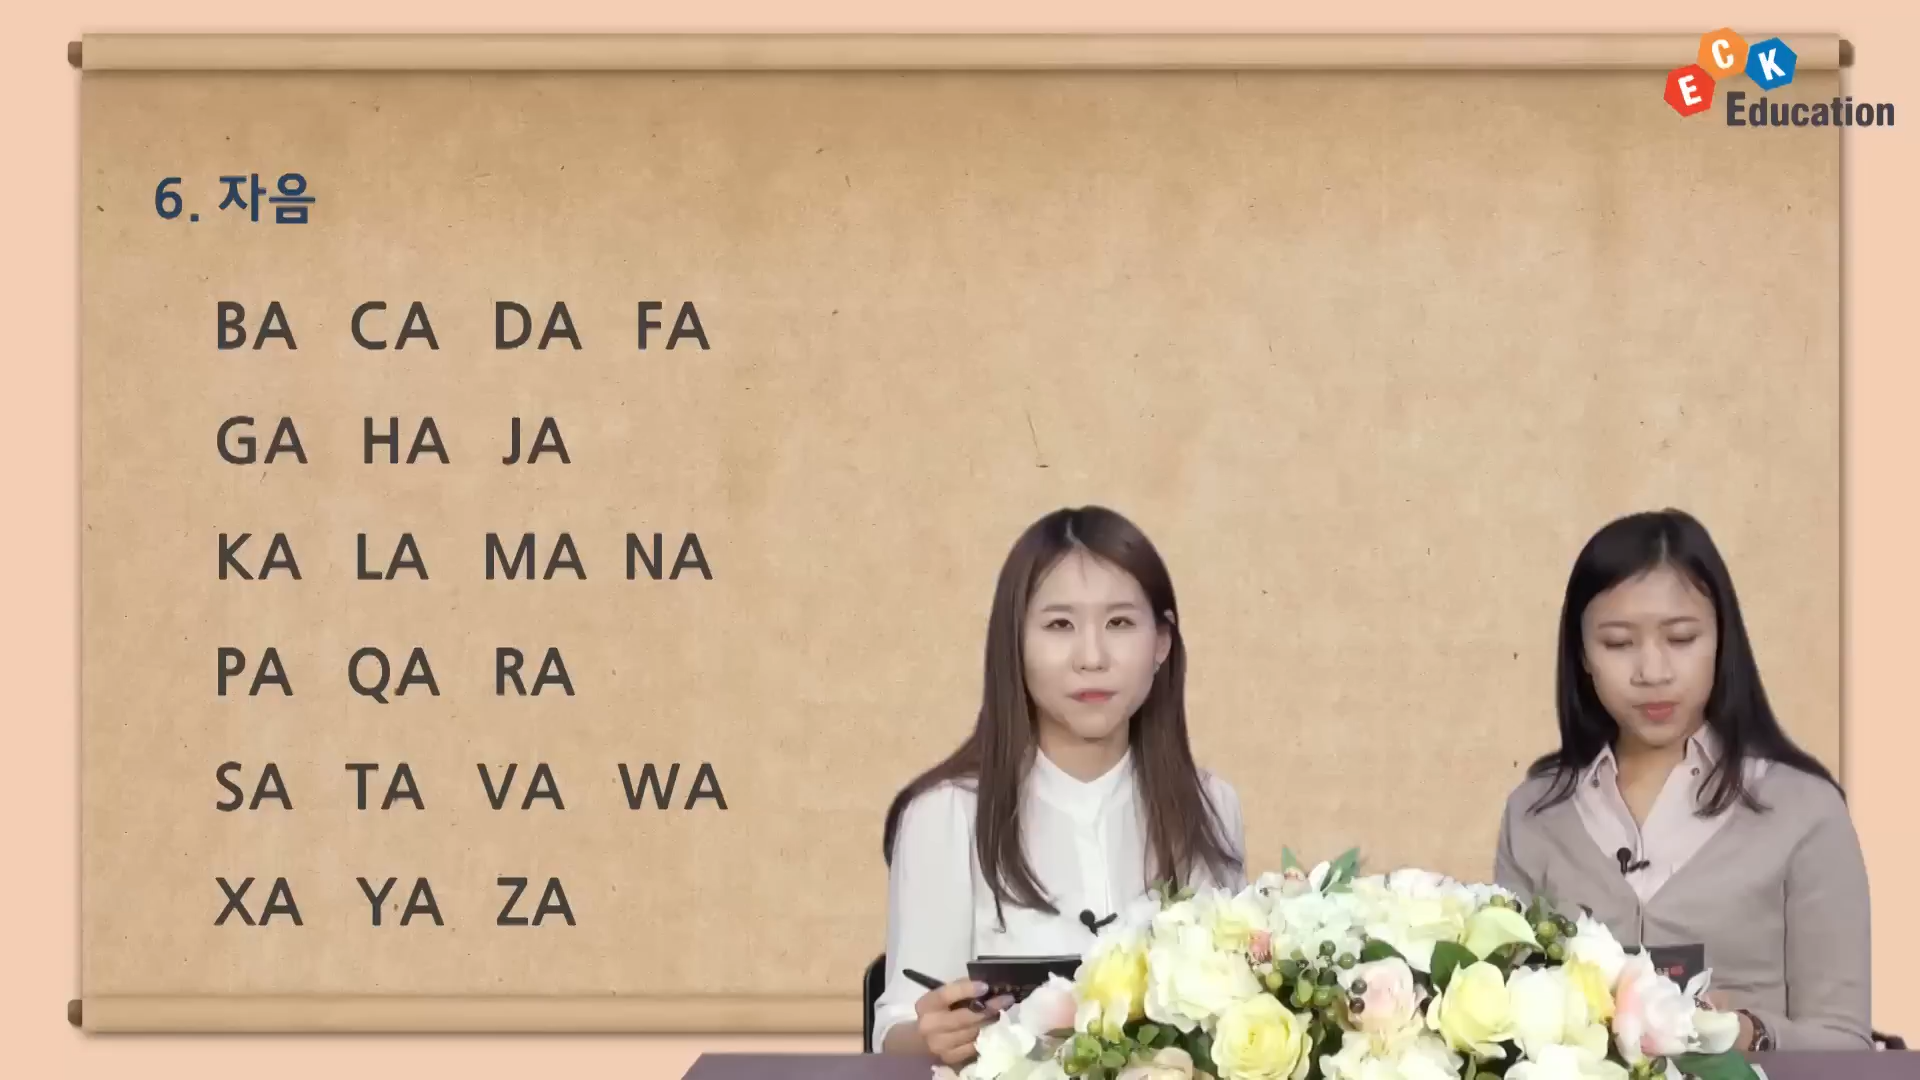 E C K
Education
6. 자음
BA CA DA FA
GA HA JA
KA LA MA NA
PA QA RA
SA TA VA WA
XA YA ZA